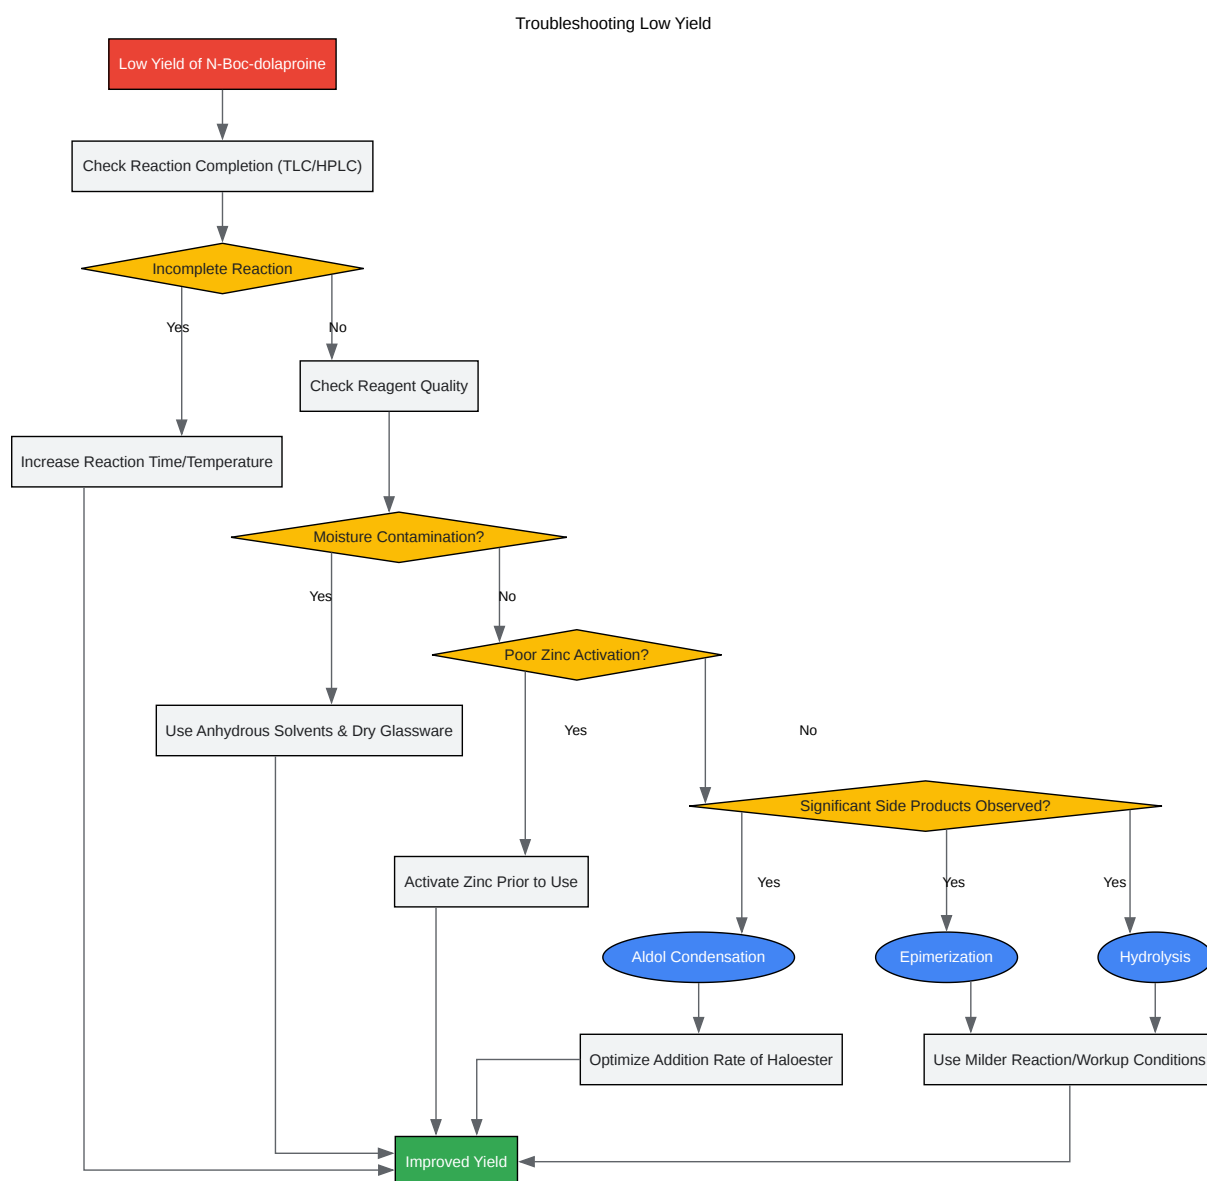 Troubleshooting Low Yield
Low Yield of N-Boc-dolaproine
Check Reaction Completion (TLC/HPLC)
Incomplete Reaction
Yes
No
Check Reagent Quality
Increase Reaction Time/Temperature
Moisture Contamination?
Yes
No
Poor Zinc Activation?
Use Anhydrous Solvents & Dry Glassware
Yes
No
Significant Side Products Observed?
Activate Zinc Prior to Use
Yes
Yes
Yes
Aldol Condensation
Epimerization
Hydrolysis
Optimize Addition Rate of Haloester
Use Milder Reaction/Workup Conditions
Improved Yield